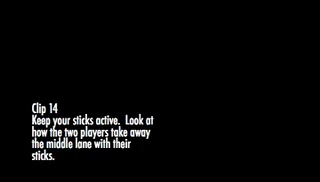 Clip 14
Keep your sticks active.  Look at
how the two players take away
the middle lane with their
sticks.